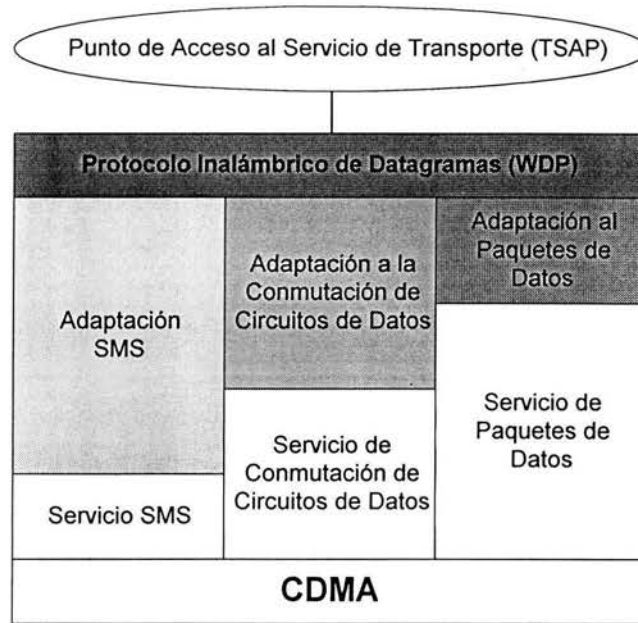 Punto de Acceso al Servicio de Transporte (TSAP)
Protocolo Inalámbrico de Datagramas (WDP)
Adaptación
SMS
Servicio SMS
Adaptación a la
Conmutación de
Circuitos de Datos
Servicio de
Conmutación de
Circuitos de Datos
Adaptación al
Paquetes de
Datos
Servicio de
Paquetes de
Datos
CDMA